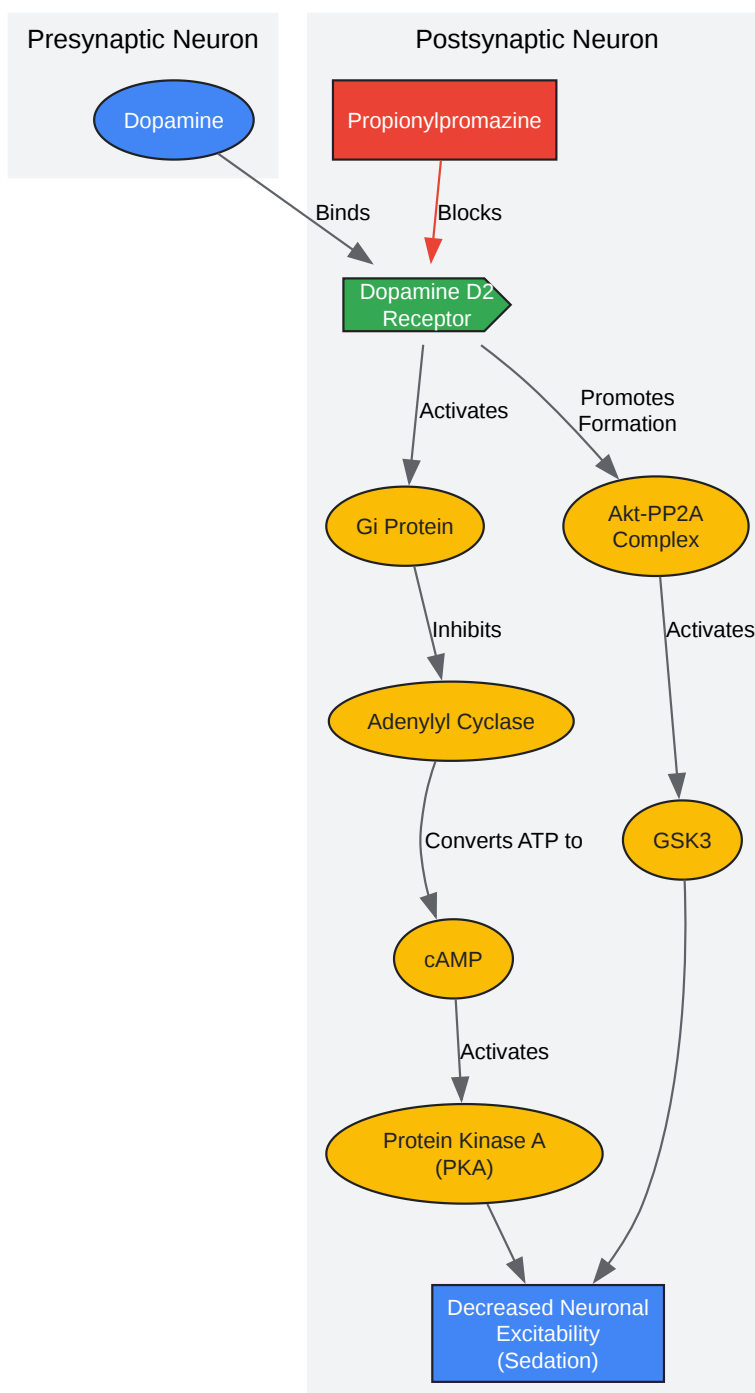 Presynaptic Neuron
Postsynaptic Neuron
Dopamine
Propionylpromazine
Binds
Blocks
Dopamine D2
Receptor
Activates
Promotes
Formation
Gi Protein
Akt-PP2A
Complex
Inhibits
Activates
Adenylyl Cyclase
Converts ATP to
GSK3
cAMP
Activates
Protein Kinase A
(PKA)
Decreased Neuronal
Excitability
(Sedation)